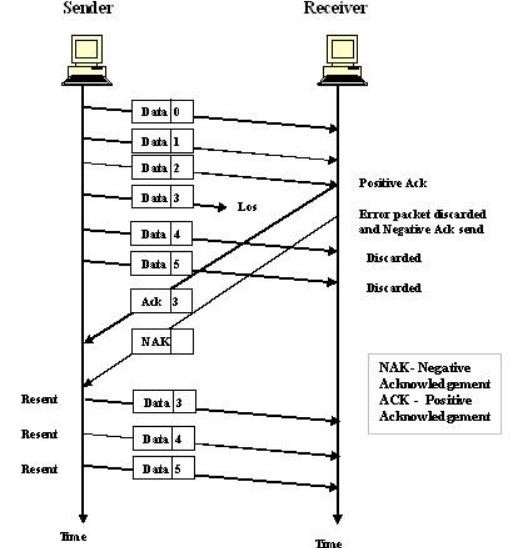 Sender Receiver
Data 0
Data 1
Data 2
Positive Ack
Data 3
Los
Error packet discarded
and Negative Ack send
Data 4
Discarded
Data 5
Discarded
Ack 3
NAK
NAK- Negative
Acknowledgement
ACK - Positive
Acknowledgement
Resent Data 3
Resent Data 4
Resent Data 5
Time Time